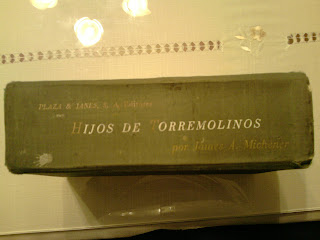 PLAZA & JANES, S. A. Editores
HIJOS DE TORREMOLINOS
por James A. Michener